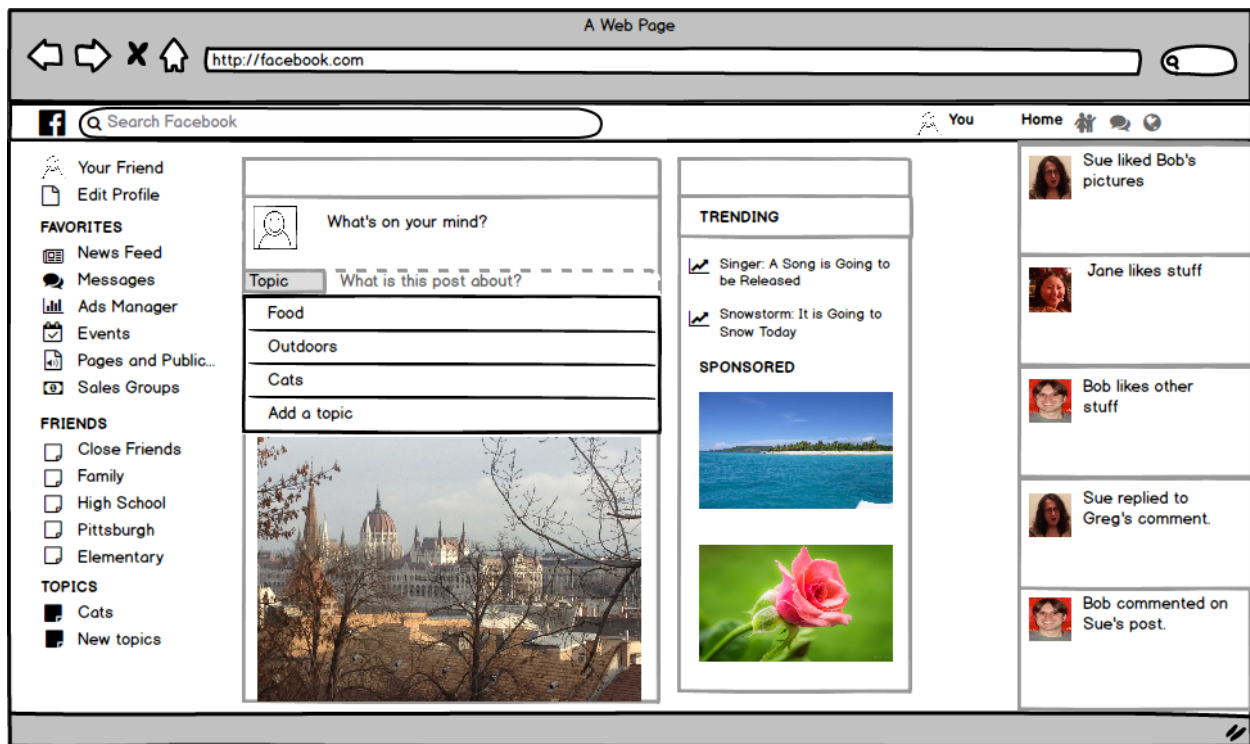 A Web Page
http://facebook.com
Search Facebook
You
Home
Your Friend
Edit Profile
FAVORITES
News Feed
Messages
Ads Manager
Events
Pages and Public...
Sales Groups
FRIENDS
Close Friends
Family
High School
Pittsburgh
Elementary
TOPICS
Cats
New topics
What's on your mind?
Topic
What is this post about?
Food
Outdoors
Cats
Add a topic
TRENDING
Singer: A Song is Going to
be Released
Snowstorm: It is Going to
Snow Today
SPONSORED
Sue liked Bob's
pictures
Jane likes stuff
Bob likes other
stuff
Sue replied to
Greg's comment.
Bob commented on
Sue's post.